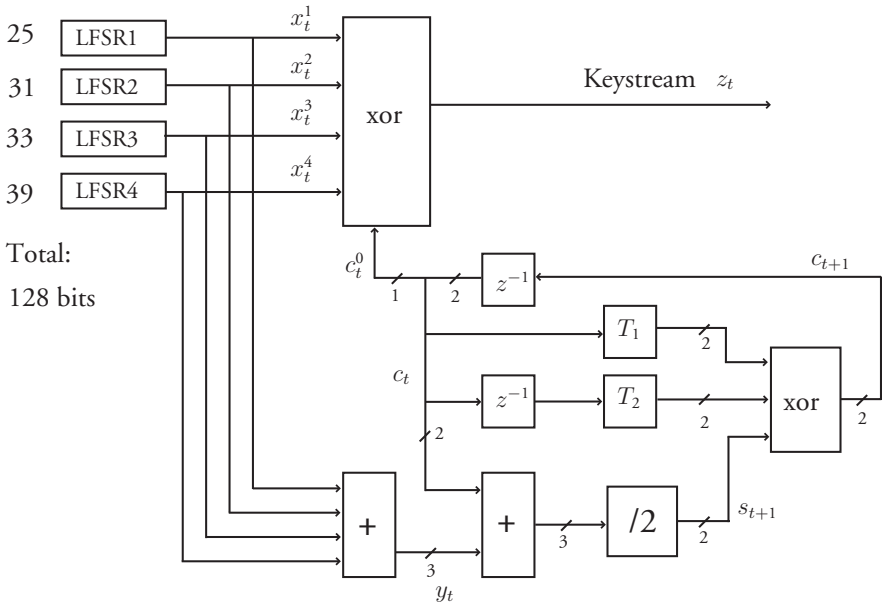 25 LFSR1 x_t^1
31 LFSR2 x_t^2 Keystream z_t
33 LFSR3 x_t^3 xor
39 LFSR4 x_t^4
Total:
128 bits
c_t^0 1 2 z^{-1} c_{t+1}
T_1 2
c_t z^{-1} T_2 2 xor 2
2
+ 3 + 3 /2 2 s_{t+1}
y_t